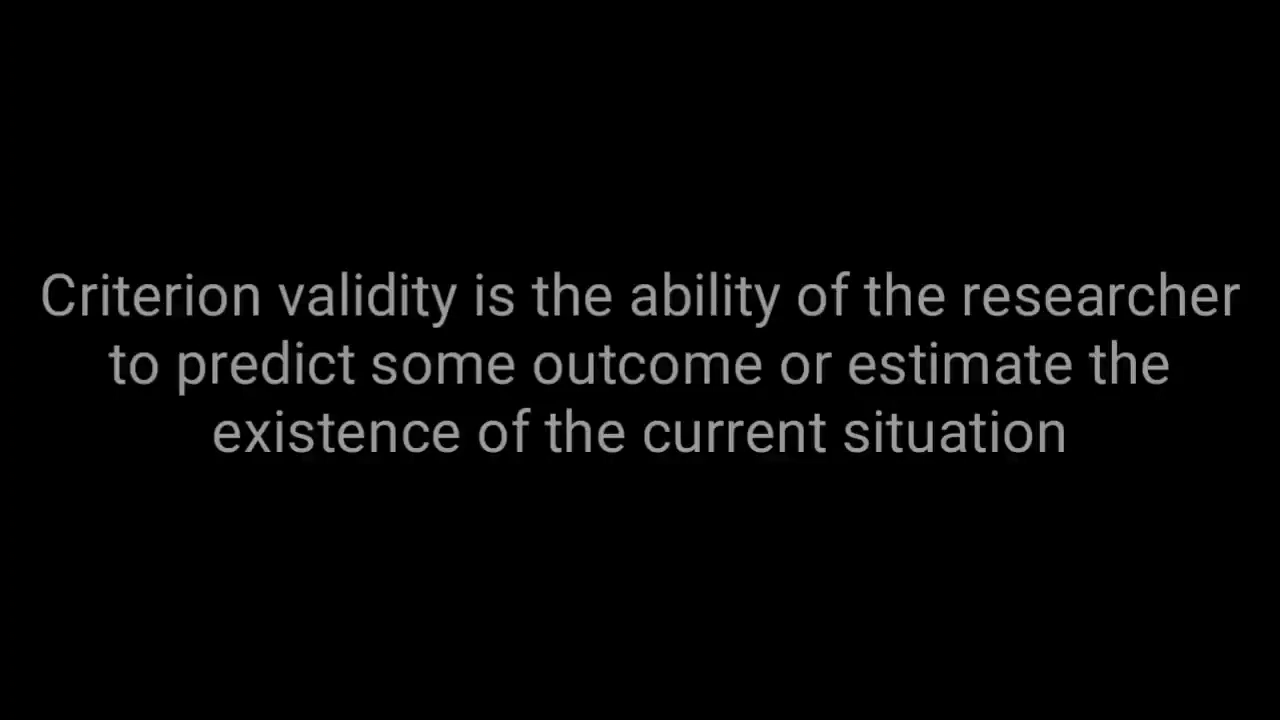 Criterion validity is the ability of the researcher
to predict some outcome or estimate the
existence of the current situation